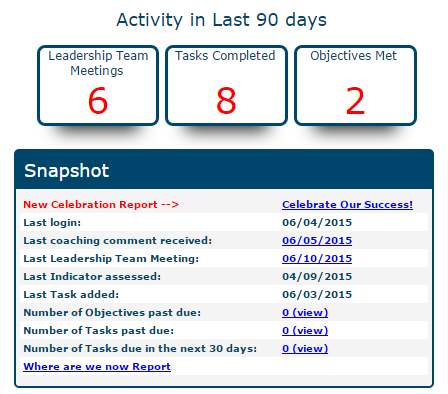 Activity in Last 90 days
Leadership Team
Meetings
6
Tasks Completed
8
Objectives Met
2
Snapshot
New Celebration Report --> Celebrate Our Success!
Last login: 06/04/2015
Last coaching comment received: 06/05/2015
Last Leadership Team Meeting: 06/10/2015
Last Indicator assessed: 04/09/2015
Last Task added: 06/03/2015
Number of Objectives past due: 0 (view)
Number of Tasks past due: 0 (view)
Number of Tasks due in the next 30 days: 0 (view)
Where are we now Report